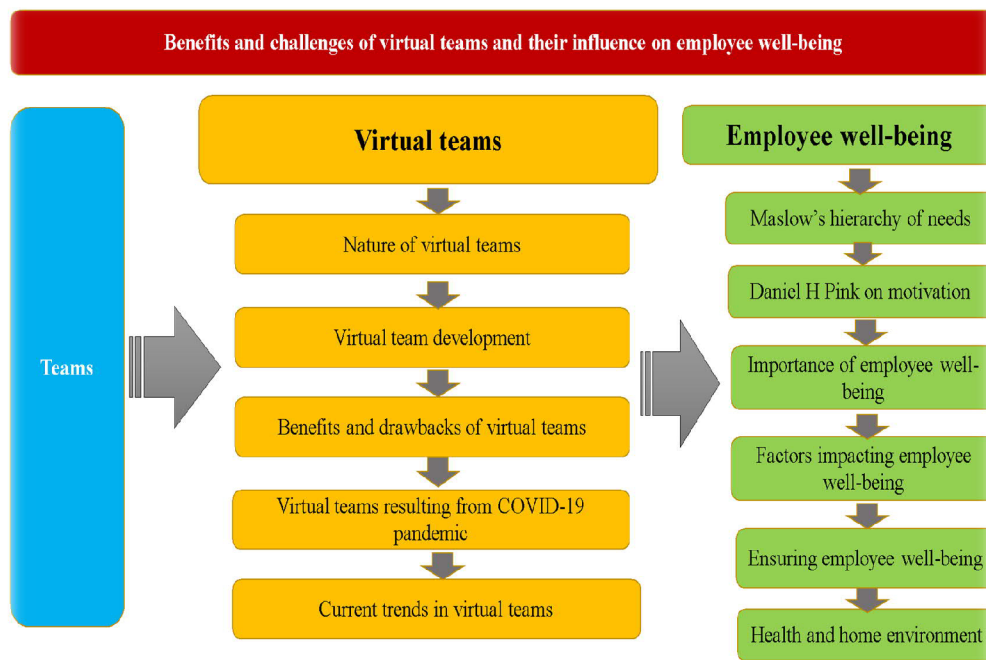 Benefits and challenges of virtual teams and their influence on employee well-being
Teams
Virtual teams
Nature of virtual teams
Virtual team development
Benefits and drawbacks of virtual teams
Virtual teams resulting from COVID-19
pandemic
Current trends in virtual teams
Employee well-being
Maslow's hierarchy of needs
Daniel H Pink on motivation
Importance of employee well-
being
Factors impacting employee
well-being
Ensuring employee well-being
Health and home environment